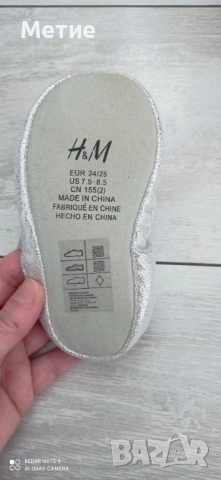 Метие
H&M
EUR 24/25
US 7.5-8.5
CN 155(2)
MADE IN CHINA
FABRIQUÉ EN CHINE
HECHO EN CHINA
REDMI NOTE 9
AI QUAD CAMERA
BAZAR